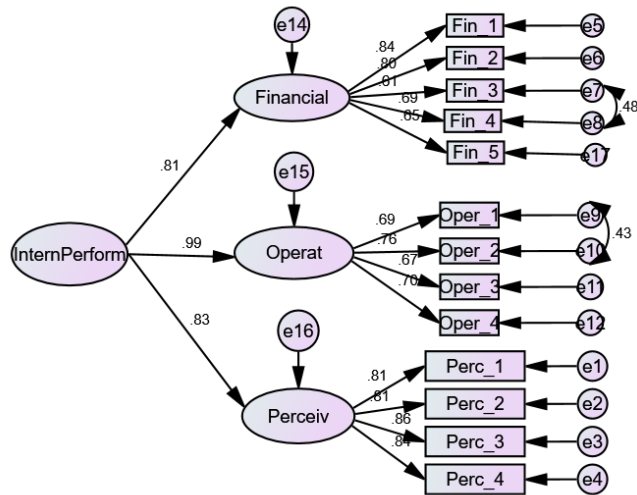 e14
Fin_1
e5
.84
Fin_2
e6
.80
.61
Financial
Fin_3
e7
.69
.48
Fin_4
e8
.65
Fin_5
e17
.81
e15
.69
Oper_1
e9
.76
.43
InternPerform
.99
Operat
Oper_2
e10
.67
Oper_3
e11
.70
Oper_4
e12
.83
e16
.81
Perc_1
e1
.81
Perc_2
e2
Perceiv
.86
Perc_3
e3
.84
Perc_4
e4